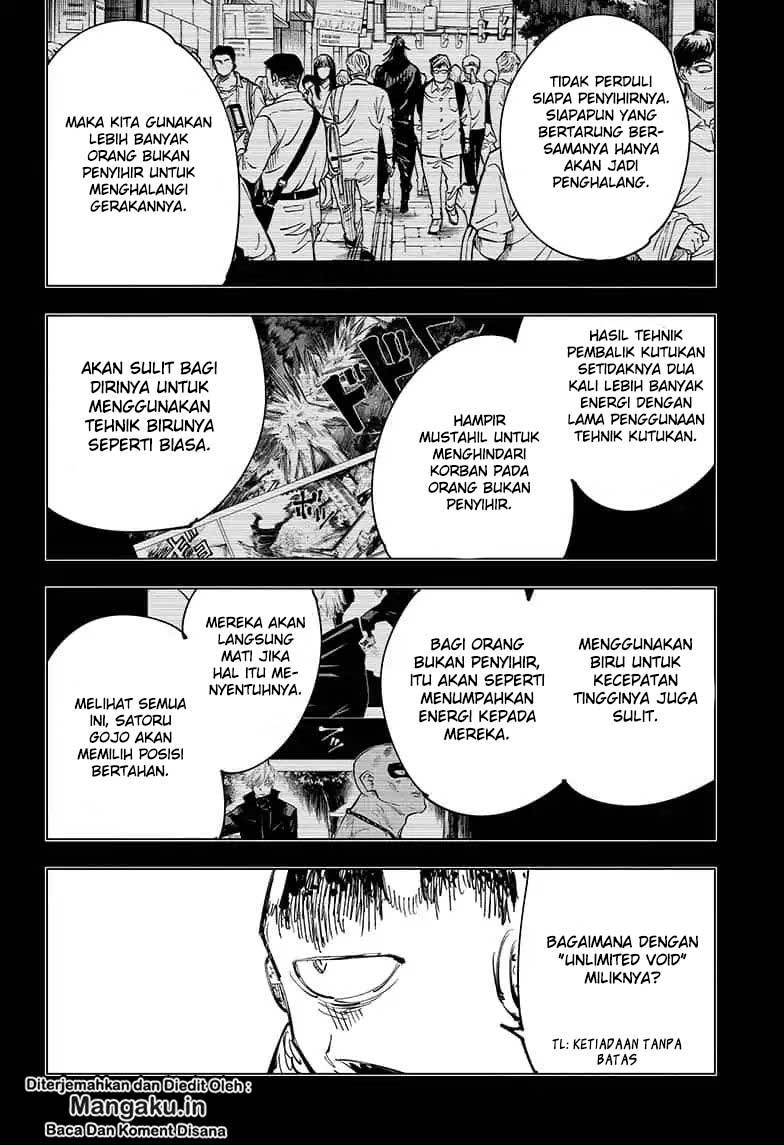 TIDAK PERDULI
SIAPA PENYIHIRNYA.
SIAPAPUN YANG
BERTARUNG BER-
SAMANYA HANYA
AKAN JADI
PENGHALANG.
MAKA KITA GUNAKAN
LEBIH BANYAK
ORANG BUKAN
PENYIHIR UNTUK
MENGHALANGI
GERAKANNYA.
HASIL TEHNIK
PEMBALIK KUTUKAN
SETIDAKNYA DUA
KALI LEBIH BANYAK
ENERGI DENGAN
LAMA PENGGUNAAN
TEHNIK KUTUKAN.
HAMPIR
MUSTAHIL UNTUK
MENGHINDARI
KORBAN PADA
ORANG BUKAN
PENYIHIR.
ドドド
AKAN SULIT BAGI
DIRINYA UNTUK
MENGGUNAKAN
TEHNIK BIRUNYA
SEPERTI BIASA.
MENGGUNAKAN
BIRU UNTUK
KECEPATAN
TINGGINYA JUGA
SULIT.
BAGI ORANG
BUKAN PENYIHIR,
ITU AKAN SEPERTI
MENUMPAHKAN
ENERGI KEPADA
MEREKA.
MEREKA AKAN
LANGSUNG
MATI JIKA
HAL ITU ME-
NYENTUHNYA.
MELIHAT SEMUA
INI, SATORU
GOJO AKAN
MEMILIH POSISI
BERTAHAN.
BAGAIMANA DENGAN
"UNLIMITED VOID"
MILIKNYA?
TL: KETIADAAN TANPA
BATAS
Diterjemahkan dan Diedit Oleh :
Mangaku.in
Baca Dan Koment Disana